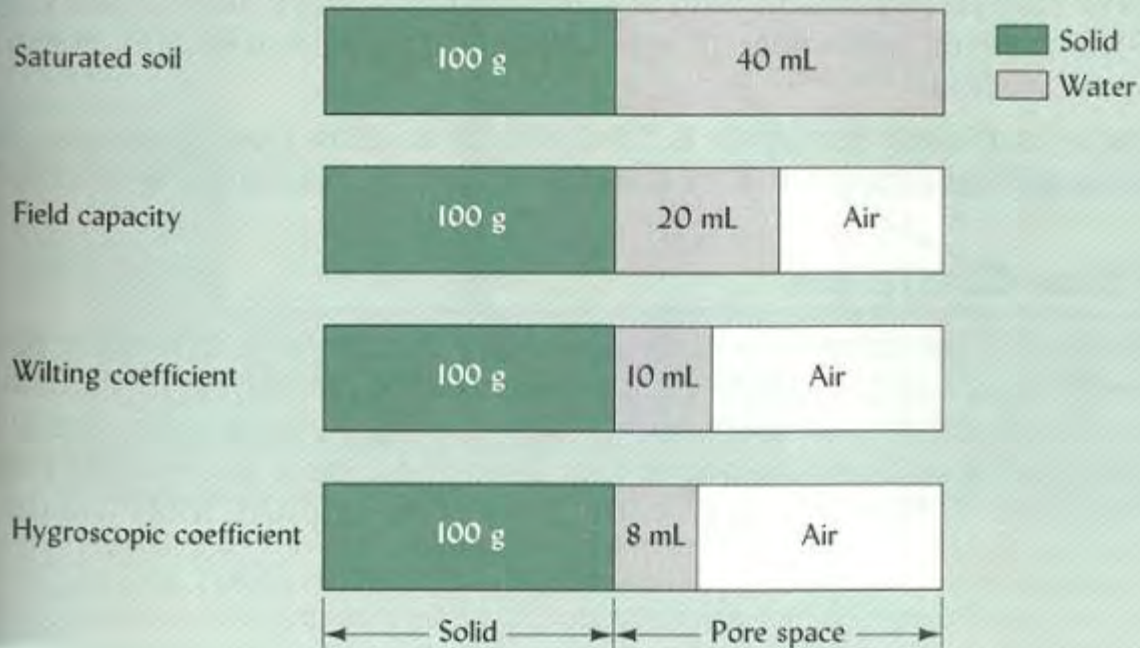 Saturated soil 100 g 40 mL Solid
Water
Field capacity 100 g 20 mL Air
Wilting coefficient 100 g 10 mL Air
Hygroscopic coefficient 100 g 8 mL Air
Solid Pore space